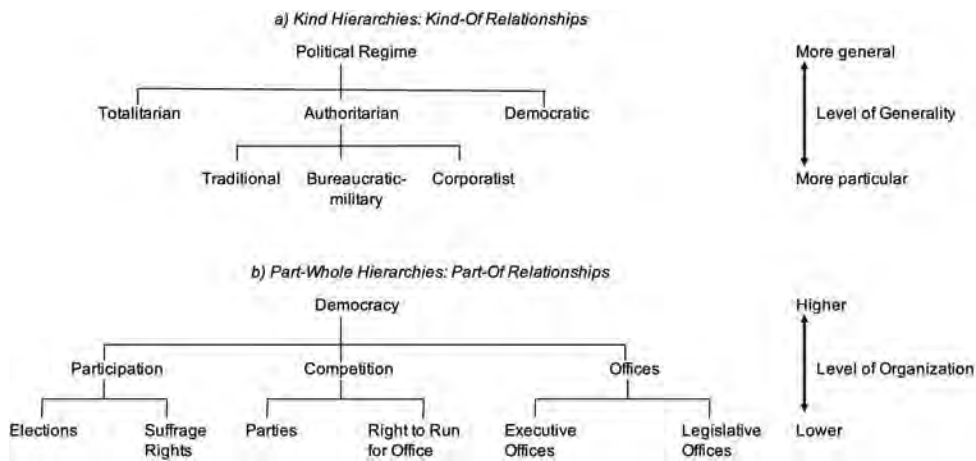 a) Kind Hierarchies: Kind-Of Relationships
Political Regime
More general
Totalitarian
Authoritarian
Democratic
Level of Generality
Traditional
Bureaucratic-
military
Corporatist
More particular
b) Part-Whole Hierarchies: Part-Of Relationships
Democracy
Higher
Participation
Competition
Offices
Level of Organization
Elections
Suffrage
Rights
Parties
Right to Run
for Office
Executive
Offices
Legislative
Offices
Lower